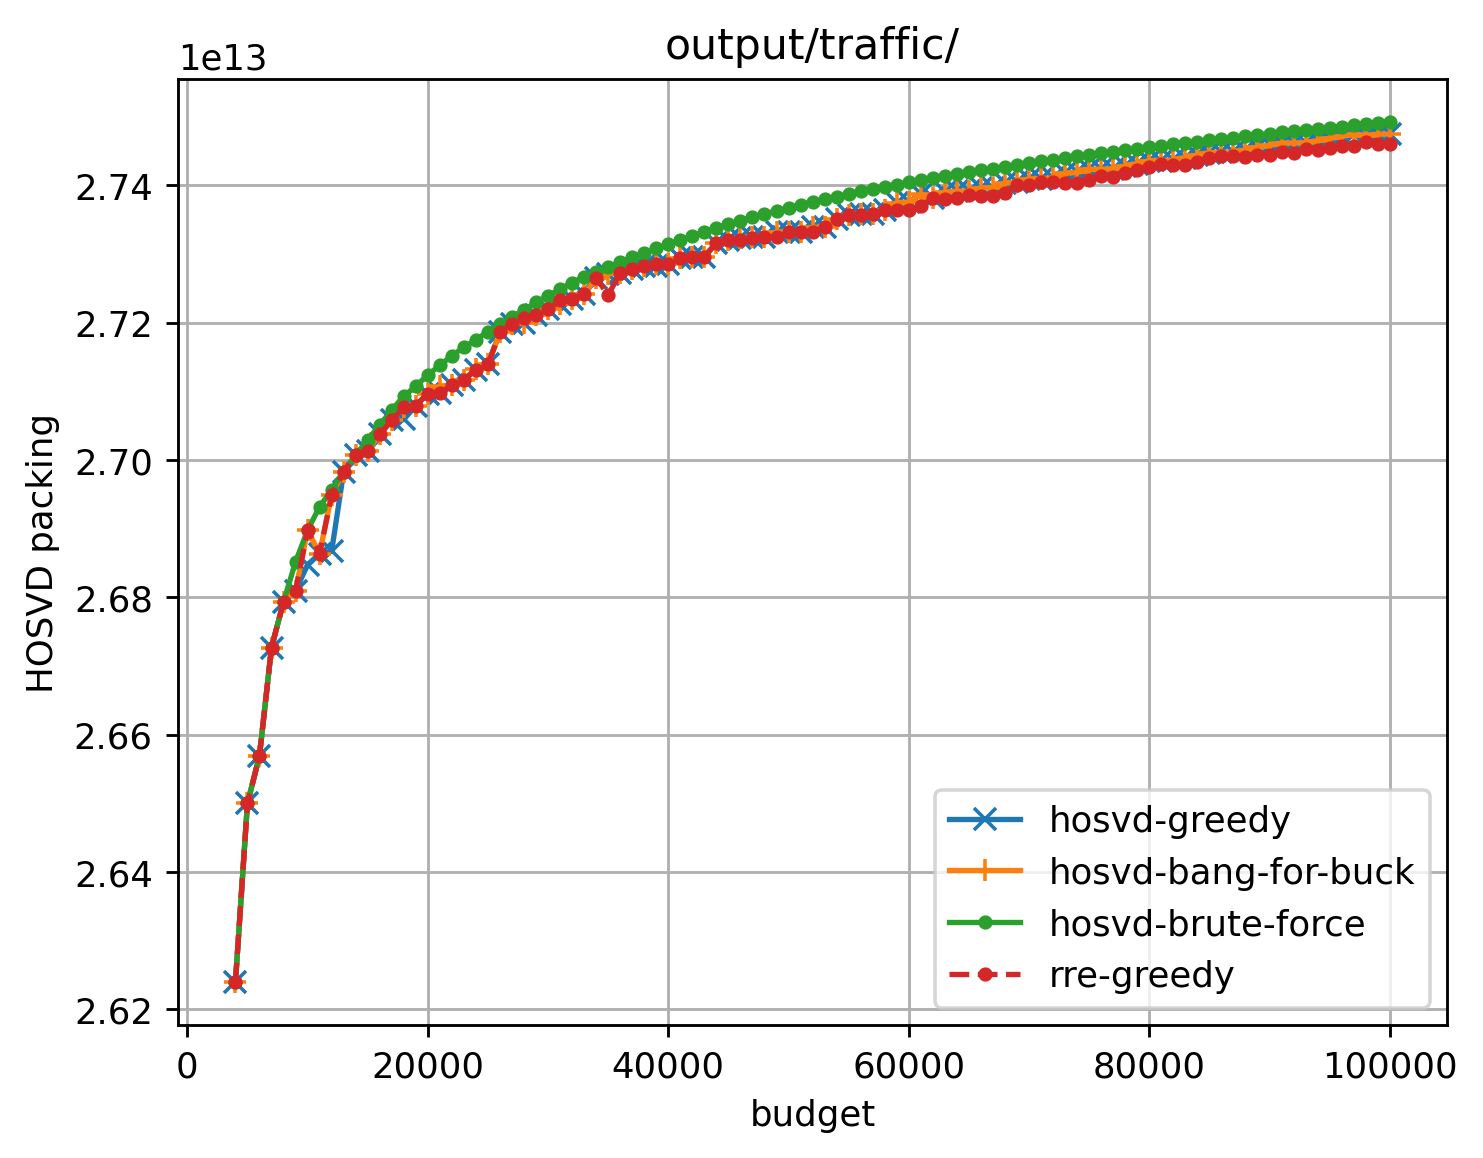 output/traffic/
1e13
2.74
2.72
2.70
2.68
2.66
2.64
2.62
HOSVD packing
hosvd-greedy
hosvd-bang-for-buck
hosvd-brute-force
rre-greedy
0 20000 40000 60000 80000 100000
budget